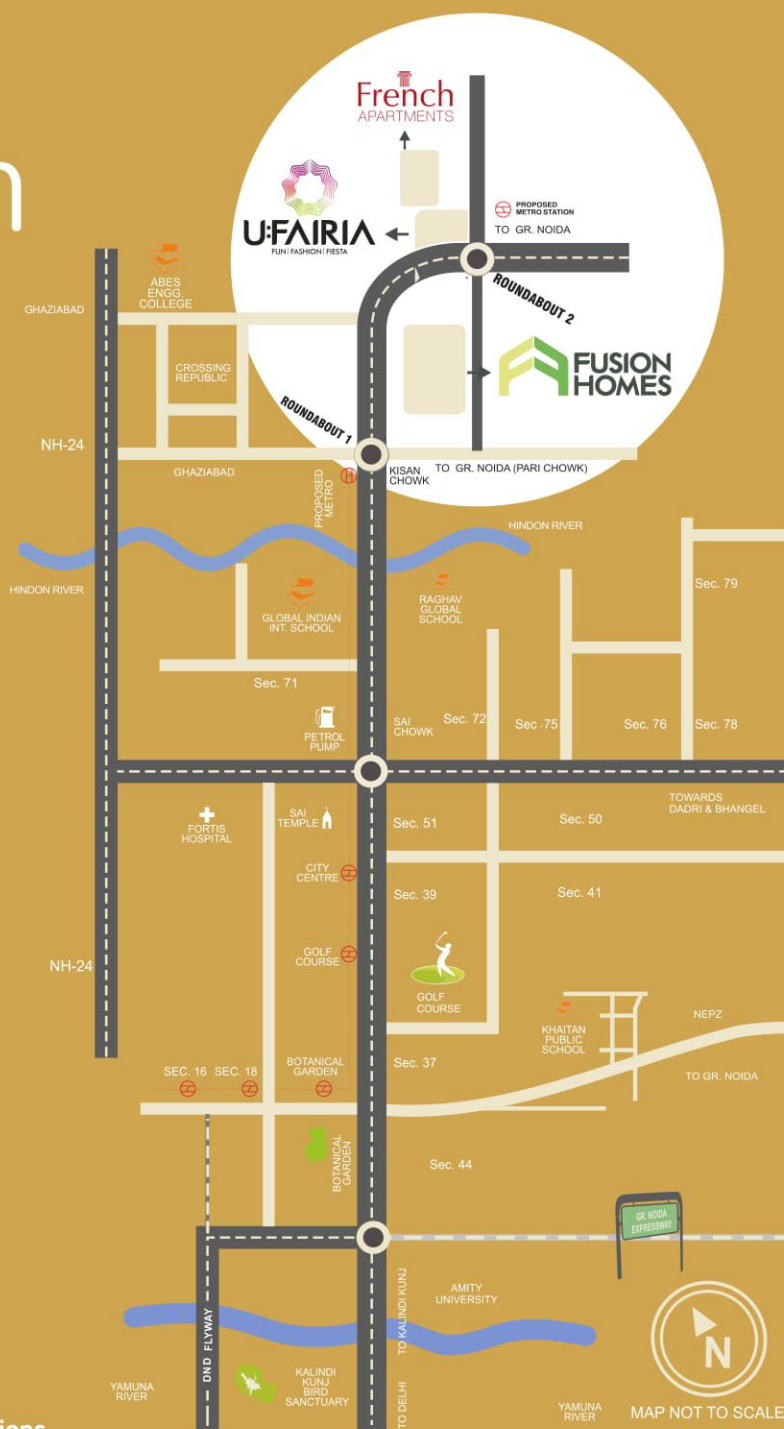 French
APARTMENTS
U:FAIRIA
FUN | FASHION | FIESTA
PROPOSED
METRO STATION
TO GR. NOIDA
ROUNDABOUT 2
FUSION
HOMES
ABES
ENGG.
COLLEGE
GHAZIABAD
CROSSING
REPUBLIC
ROUNDABOUT 1
NH-24
GHAZIABAD
PROPOSED
METRO
KISAN
CHOWK
TO GR. NOIDA (PARI CHOWK)
HINDON RIVER
HINDON RIVER
GLOBAL INDIAN
INT. SCHOOL
RAGHAV
GLOBAL
SCHOOL
Sec. 79
Sec. 71
PETROL
PUMP
SAI
CHOWK
Sec. 72
Sec .75
Sec. 76
Sec. 78
TOWARDS
DADRI & BHANGEL
FORTIS
HOSPITAL
SAI
TEMPLE
Sec. 51
Sec. 50
CITY
CENTRE
Sec. 39
Sec. 41
GOLF
COURSE
GOLF
COURSE
NH-24
KHAITAN
PUBLIC
SCHOOL
NEPZ
SEC. 16
SEC. 18
BOTANICAL
GARDEN
Sec. 37
TO GR. NOIDA
BOTANICAL
GARDEN
Sec. 44
GR. NOIDA
EXPRESSWAY
DND FLYWAY
TO KALINDI KUNJ
AMITY
UNIVERSITY
N
YAMUNA
RIVER
KALINDI
KUNJ
BIRD
SANCTUARY
TO DELHI
YAMUNA
RIVER
MAP NOT TO SCALE